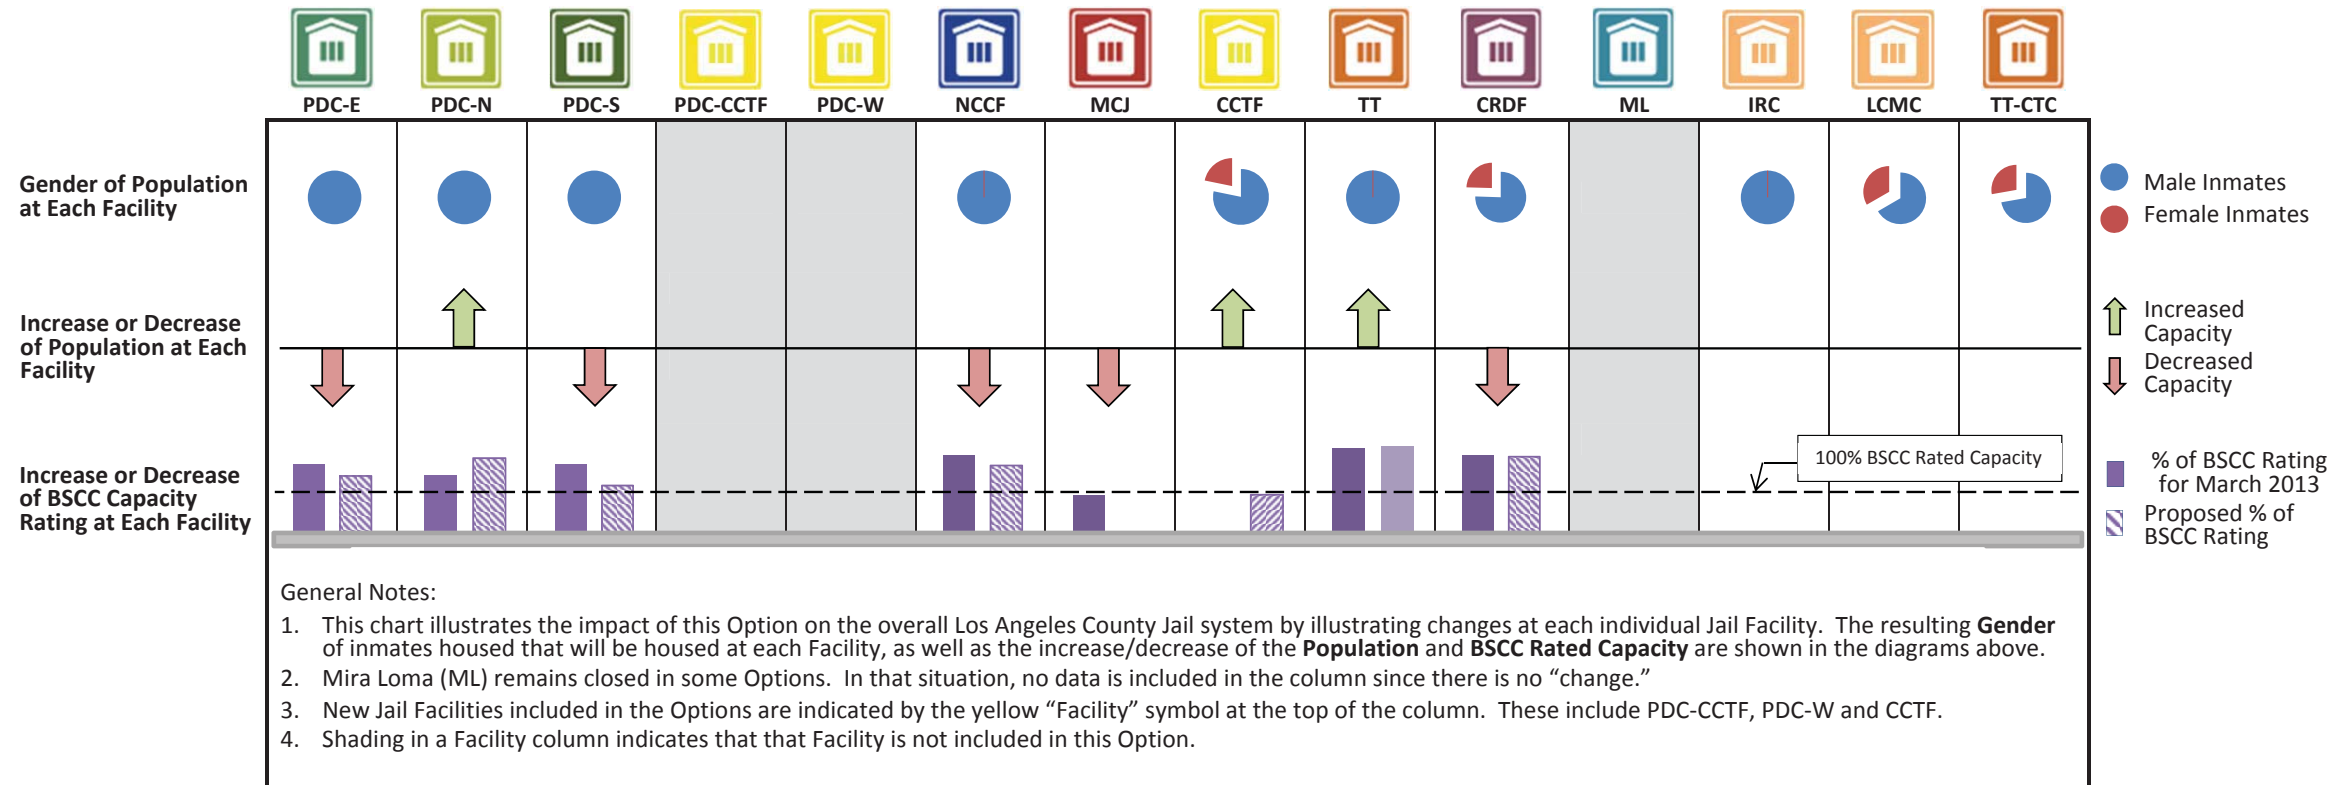 PDC-E PDC-N PDC-S PDC-CCTF PDC-W NCCF MCJ CCTF TT CRDF ML IRC LCMC TT-CTC
Gender of Population
at Each Facility
Male Inmates
Female Inmates
Increase or Decrease
of Population at Each
Facility
Increased
Capacity
Decreased
Capacity
Increase or Decrease
of BSCC Capacity
Rating at Each Facility
100% BSCC Rated Capacity
% of BSCC Rating
for March 2013
Proposed % of
BSCC Rating
General Notes:
1. This chart illustrates the impact of this Option on the overall Los Angeles County Jail system by illustrating changes at each individual Jail Facility. The resulting Gender
of inmates housed that will be housed at each Facility, as well as the increase/decrease of the Population and BSCC Rated Capacity are shown in the diagrams above.
2. Mira Loma (ML) remains closed in some Options. In that situation, no data is included in the column since there is no “change.”
3. New Jail Facilities included in the Options are indicated by the yellow “Facility” symbol at the top of the column. These include PDC-CCTF, PDC-W and CCTF.
4. Shading in a Facility column indicates that that Facility is not included in this Option.